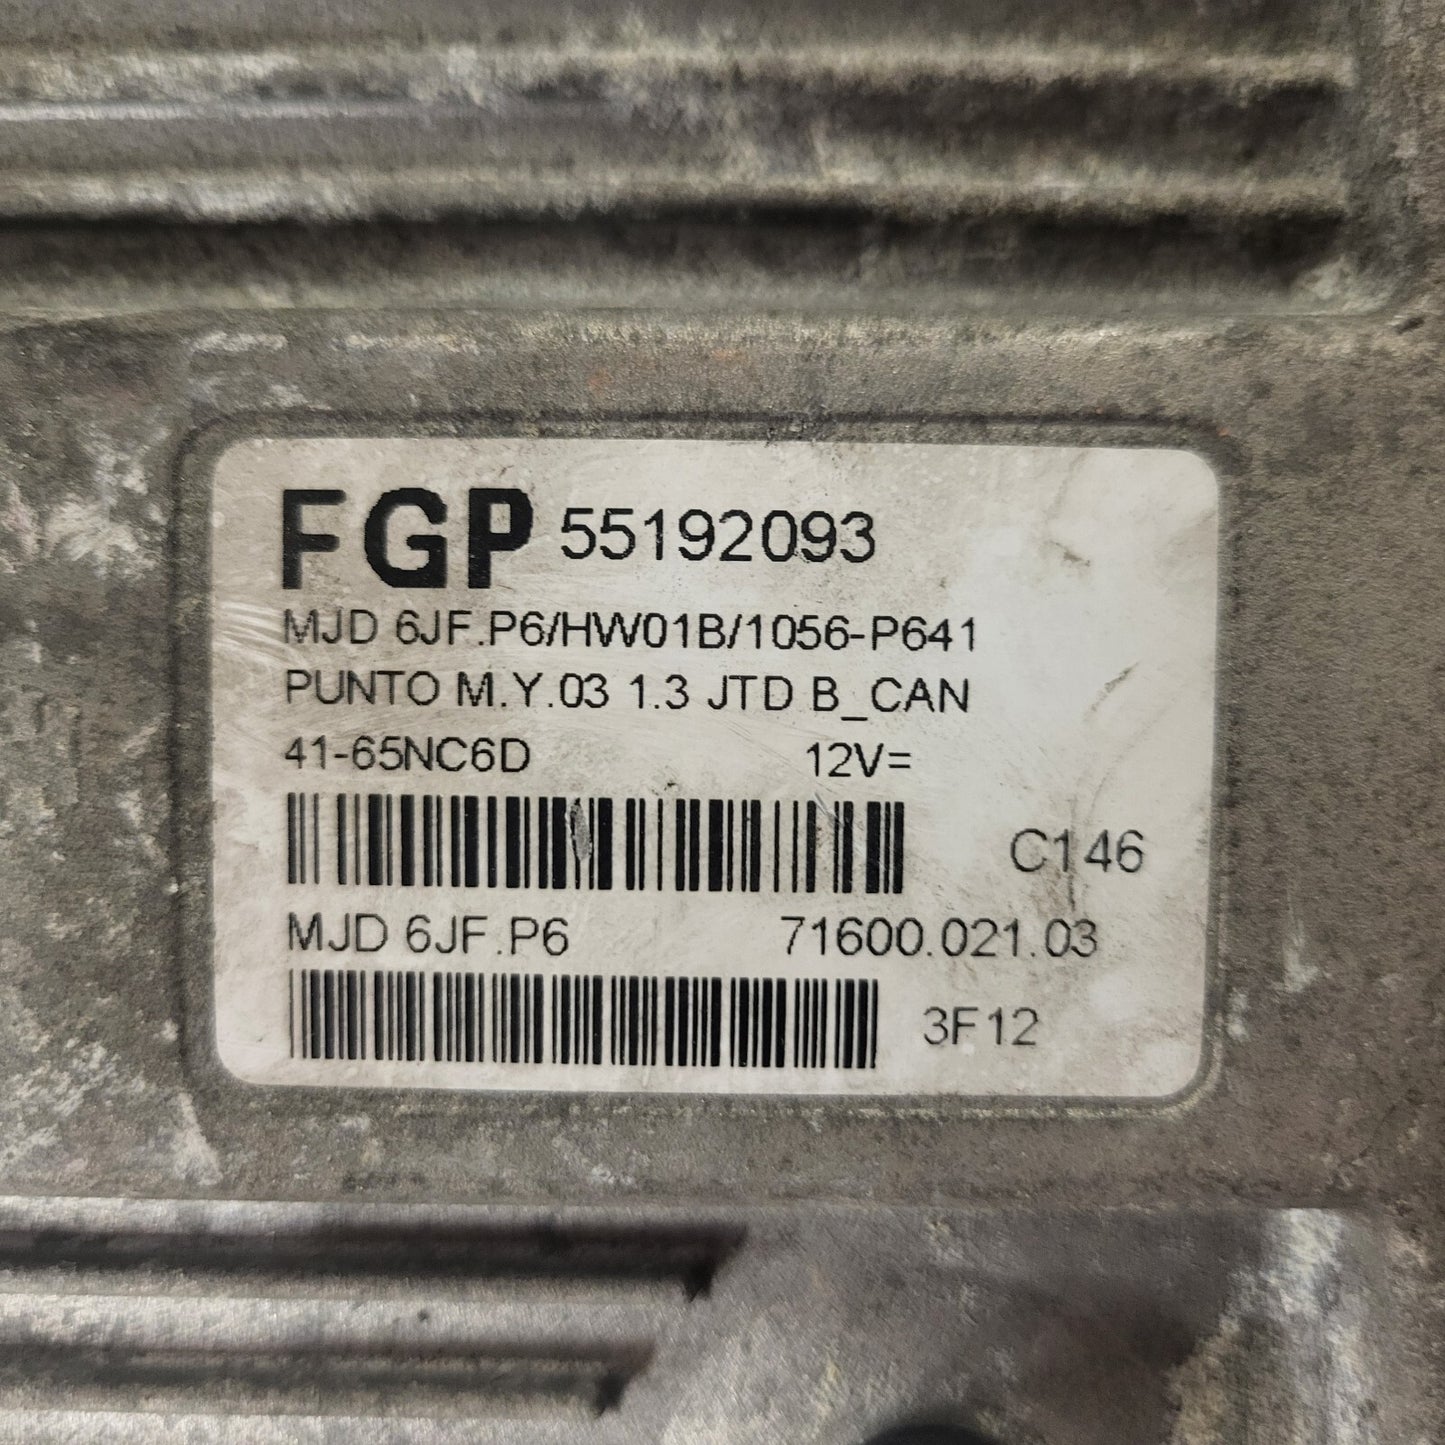 FGP 55192093
MJD 6JF.P6/HW01B/1056-P641
PUNTO M.Y.03 1.3 JTD B_CAN
41-65NC6D 12V=
C146
MJD 6JF.P6 71600.021.03
3F12